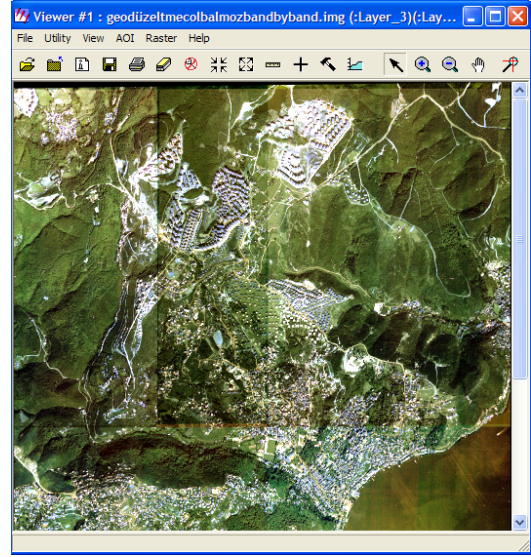 Viewer #1 : geodüzeltmecolbalmozbandbyband.img (:Layer_3)(:Lay...
File Utility View AOI Raster Help